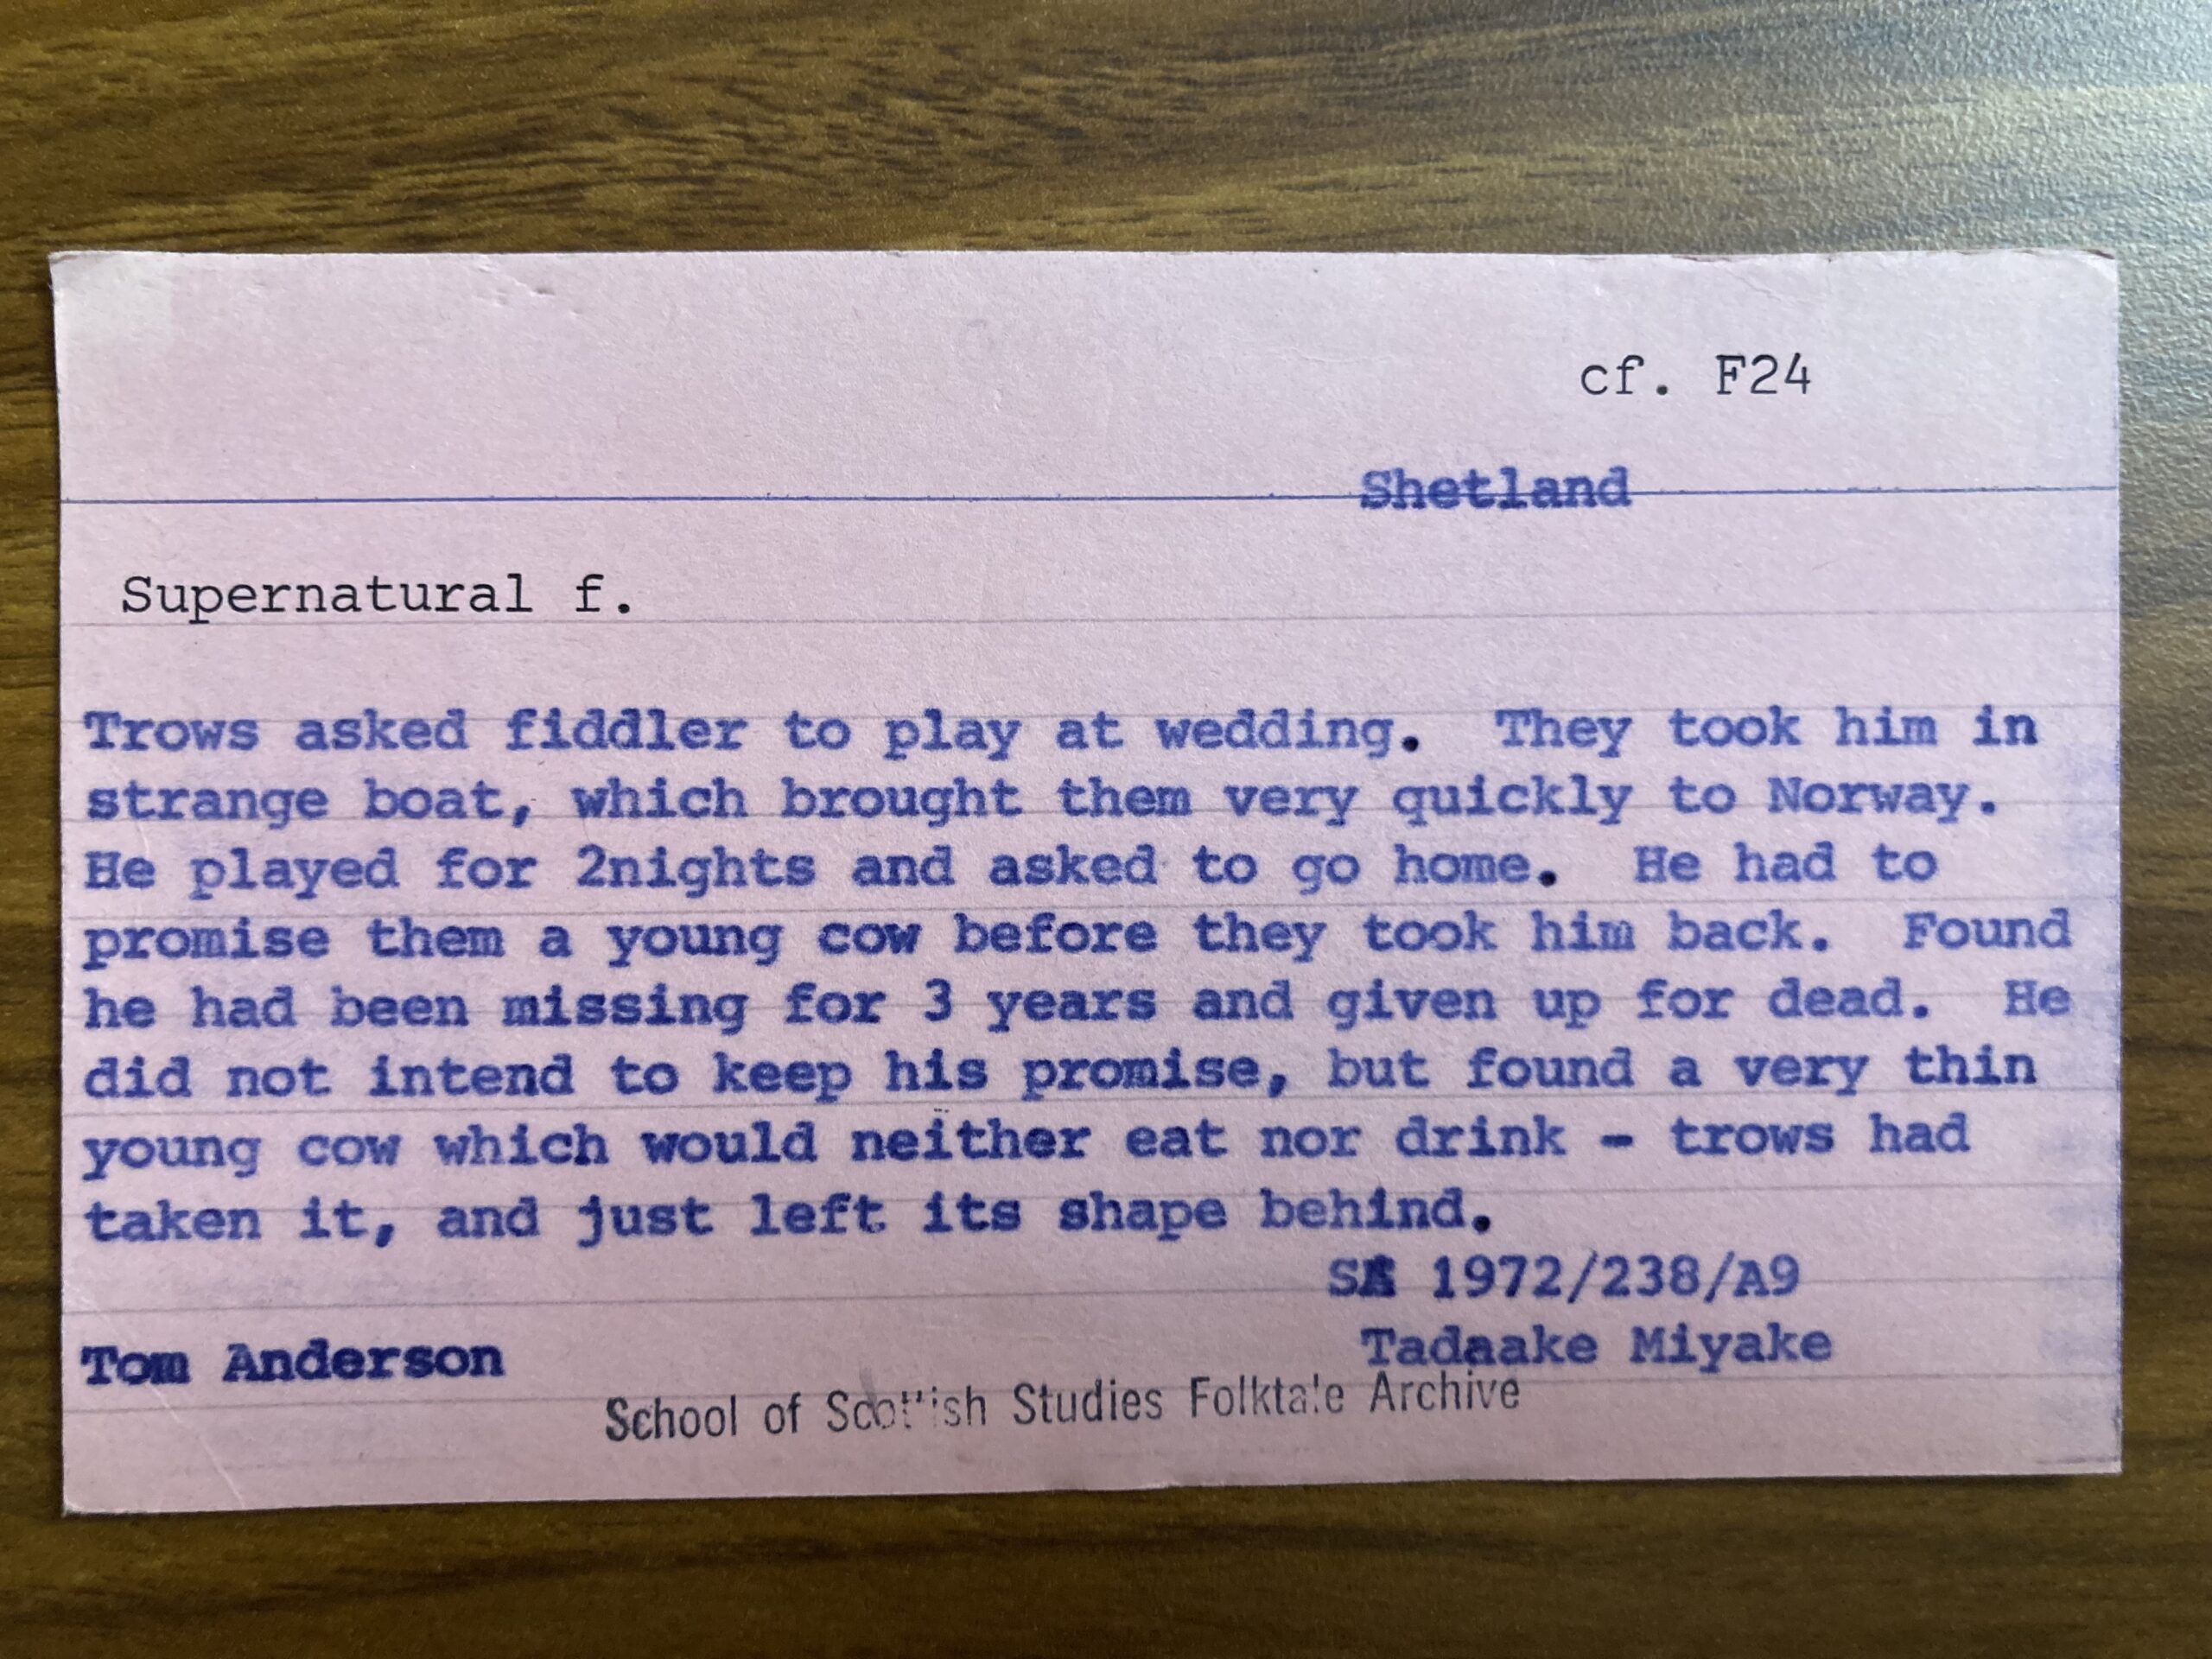 cf. F24
Shetland
Supernatural f.
Trows asked fiddler to play at wedding. They took him in
strange boat, which brought them very quickly to Norway.
He played for 2nights and asked to go home. He had to
promise them a young cow before they took him back. Found
he had been missing for 3 years and given up for dead. He
did not intend to keep his promise, but found a very thin
young cow which would neither eat nor drink - trows had
taken it, and just left its shape behind.
SA 1972/238/A9
Tom Anderson Tadaake Miyake
School of Scottish Studies Folktale Archive